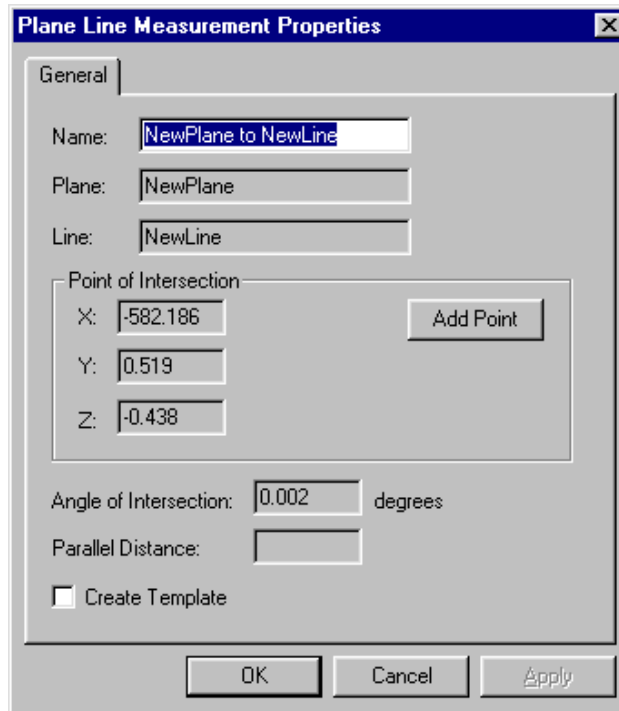 Plane Line Measurement Properties
General
Name: NewPlane to NewLine
Plane: NewPlane
Line: NewLine
Point of Intersection
X: -582.186 Add Point
Y: 0.519
Z: -0.438
Angle of Intersection: 0.002 degrees
Parallel Distance:
Create Template
OK Cancel Apply